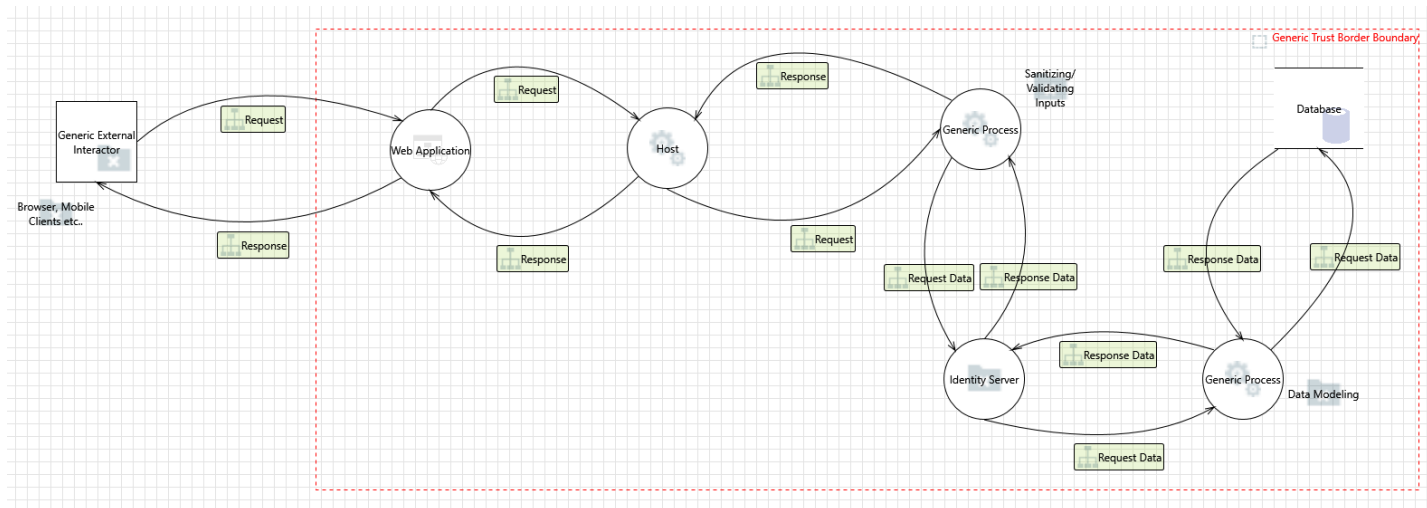 Generic Trust Border Boundary
Response
Sanitizing/
Validating
Inputs
Request
Database
Request
Generic External
Interactor
Web Application
Host
Generic Process
Browser, Mobile
Clients etc..
Response
Response
Request
Request Data
Response Data
Response Data
Request Data
Response Data
Identity Server
Generic Process
Data Modeling
Request Data